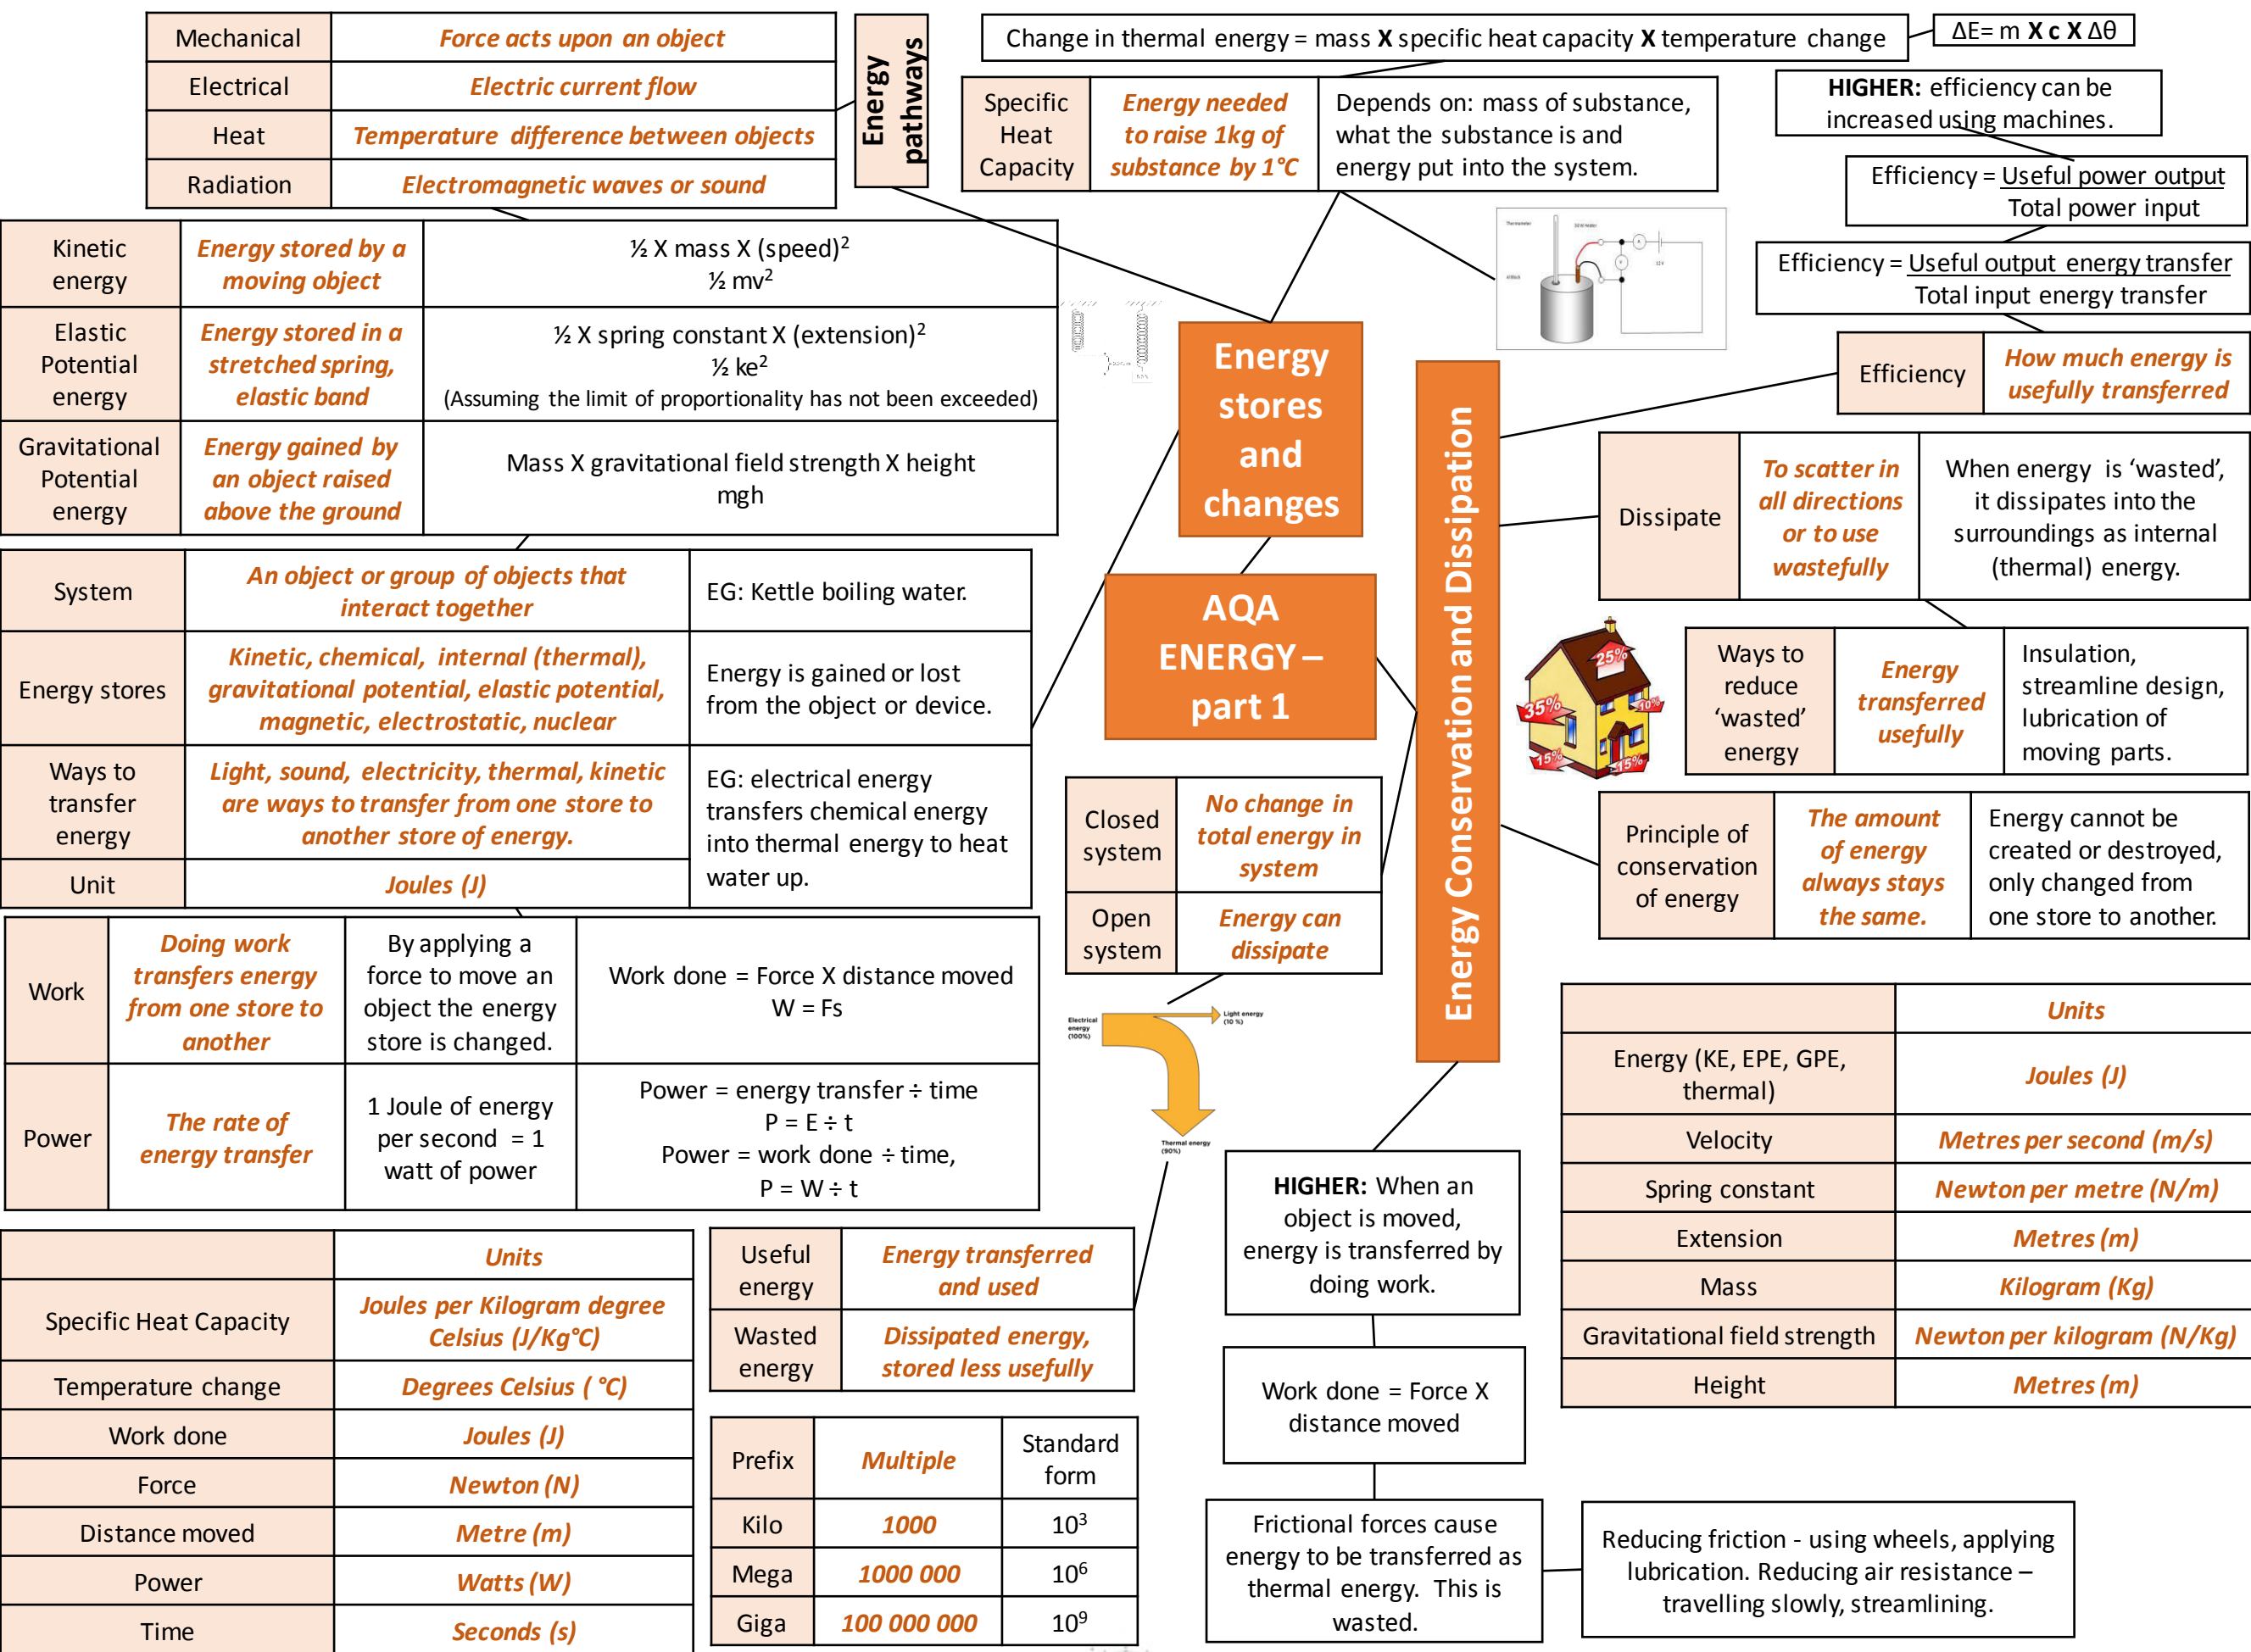 Mechanical
Force acts upon an object
Electrical
Electric current flow
Heat
Temperature difference between objects
Radiation
Electromagnetic waves or sound
Energy
pathways
Change in thermal energy = mass X specific heat capacity X temperature change
ΔE= m X c X Δθ
Specific
Heat
Capacity
Energy needed
to raise 1kg of
substance by 1°C
Depends on: mass of substance,
what the substance is and
energy put into the system.
HIGHER: efficiency can be
increased using machines.
Efficiency = Useful power output
Total power input
Efficiency = Useful output energy transfer
Total input energy transfer
Efficiency
How much energy is
usefully transferred
Kinetic
energy
Energy stored by a
moving object
½ X mass X (speed)²
½ mv²
Elastic
Potential
energy
Energy stored in a
stretched spring,
elastic band
½ X spring constant X (extension)²
½ ke²
(Assuming the limit of proportionality has not been exceeded)
Gravitational
Potential
energy
Energy gained by
an object raised
above the ground
Mass X gravitational field strength X height
mgh
Thermometer
50 W Heater
A
V
12V
Al Block
Energy
stores
and
changes
AQA
ENERGY –
part 1
Energy Conservation and Dissipation
Dissipate
To scatter in
all directions
or to use
wastefully
When energy is ‘wasted’,
it dissipates into the
surroundings as internal
(thermal) energy.
System
An object or group of objects that
interact together
EG: Kettle boiling water.
Energy stores
Kinetic, chemical, internal (thermal),
gravitational potential, elastic potential,
magnetic, electrostatic, nuclear
Energy is gained or lost
from the object or device.
Ways to
transfer
energy
Light, sound, electricity, thermal, kinetic
are ways to transfer from one store to
another store of energy.
EG: electrical energy
transfers chemical energy
into thermal energy to heat
water up.
Unit
Joules (J)
25%
35%
10%
15%
15%
Ways to
reduce
‘wasted’
energy
Energy
transferred
usefully
Insulation,
streamline design,
lubrication of
moving parts.
Closed
system
No change in
total energy in
system
Open
system
Energy can
dissipate
Principle of
conservation
of energy
The amount
of energy
always stays
the same.
Energy cannot be
created or destroyed,
only changed from
one store to another.
Work
Doing work
transfers energy
from one store to
another
By applying a
force to move an
object the energy
store is changed.
Work done = Force X distance moved
W = Fs
Power
The rate of
energy transfer
1 Joule of energy
per second = 1
watt of power
Power = energy transfer ÷ time
P = E ÷ t
Power = work done ÷ time,
P = W ÷ t
Electrical
energy
(100%)
Light energy
(10 %)
Thermal energy
(90%)
Units
Energy (KE, EPE, GPE,
thermal)
Joules (J)
Velocity
Metres per second (m/s)
Spring constant
Newton per metre (N/m)
Extension
Metres (m)
Mass
Kilogram (Kg)
Gravitational field strength
Newton per kilogram (N/Kg)
Height
Metres (m)
HIGHER: When an
object is moved,
energy is transferred by
doing work.
Work done = Force X
distance moved
Frictional forces cause
energy to be transferred as
thermal energy. This is
wasted.
Reducing friction - using wheels, applying
lubrication. Reducing air resistance –
travelling slowly, streamlining.
Units
Specific Heat Capacity
Joules per Kilogram degree
Celsius (J/Kg°C)
Temperature change
Degrees Celsius ( °C)
Work done
Joules (J)
Force
Newton (N)
Distance moved
Metre (m)
Power
Watts (W)
Time
Seconds (s)
Useful
energy
Energy transferred
and used
Wasted
energy
Dissipated energy,
stored less usefully
Prefix
Multiple
Standard
form
Kilo
1000
10³
Mega
1000 000
10⁶
Giga
100 000 000
10⁹